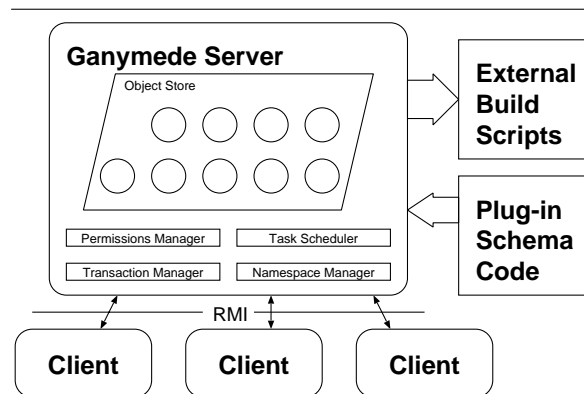 Ganymede Server
Object Store
External
Build
Scripts
Plug-in
Schema
Code
Permissions Manager
Task Scheduler
Transaction Manager
Namespace Manager
RMI
Client
Client
Client